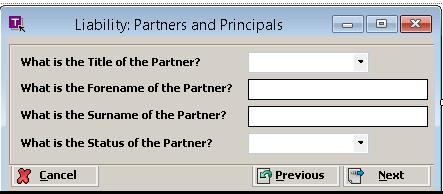 Liability: Partners and Principals
What is the Title of the Partner?
What is the Forename of the Partner?
What is the Surname of the Partner?
What is the Status of the Partner?
Cancel
Previous
Next